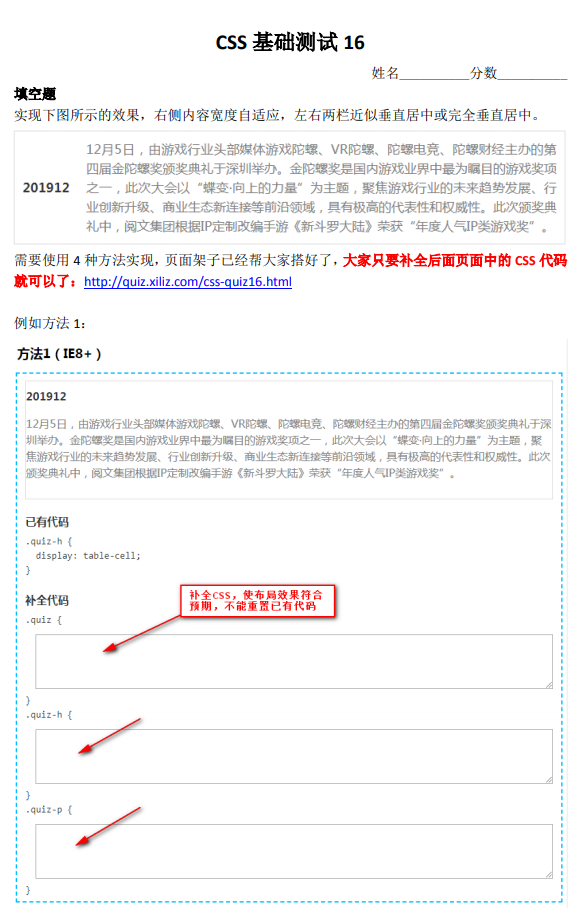 CSS 基础测试 16
姓名__________分数__________
填空题
实现下图所示的效果，右侧内容宽度自适应，左右两栏近似垂直居中或完全垂直居中。
201912
12月5日，由游戏行业头部媒体游戏陀螺、VR陀螺、陀螺电竞、陀螺财经主办的第
四届金陀螺奖颁奖典礼于深圳举办。金陀螺奖是国内游戏业界中最为瞩目的游戏奖项
之一，此次大会以“蝶变·向上的力量”为主题，聚焦游戏行业的未来趋势发展、行
业创新升级、商业生态新连接等前沿领域，具有极高的代表性和权威性。此次颁奖典
礼中，阅文集团根据IP定制改编手游《新斗罗大陆》荣获“年度人气IP类游戏奖”。
需要使用 4 种方法实现，页面架子已经帮大家搭好了，大家只要补全后面页面中的 CSS 代码
就可以了：http://quiz.xiliz.com/css-quiz16.html
例如方法 1：
方法1（IE8+）
201912
12月5日，由游戏行业头部媒体游戏陀螺、VR陀螺、陀螺电竞、陀螺财经主办的第四届金陀螺奖颁奖典礼于深
圳举办。金陀螺奖是国内游戏业界中最为瞩目的游戏奖项之一，此次大会以“蝶变·向上的力量”为主题，聚
焦游戏行业的未来趋势发展、行业创新升级、商业生态新连接等前沿领域，具有极高的代表性和权威性。此次
颁奖典礼中，阅文集团根据IP定制改编手游《新斗罗大陆》荣获“年度人气IP类游戏奖”。
已有代码
.quiz-h {
display: table-cell;
}
补全代码
补全CSS，使布局效果符合
预期，不能重置已有代码
.quiz {
}
.quiz-h {
}
.quiz-p {
}